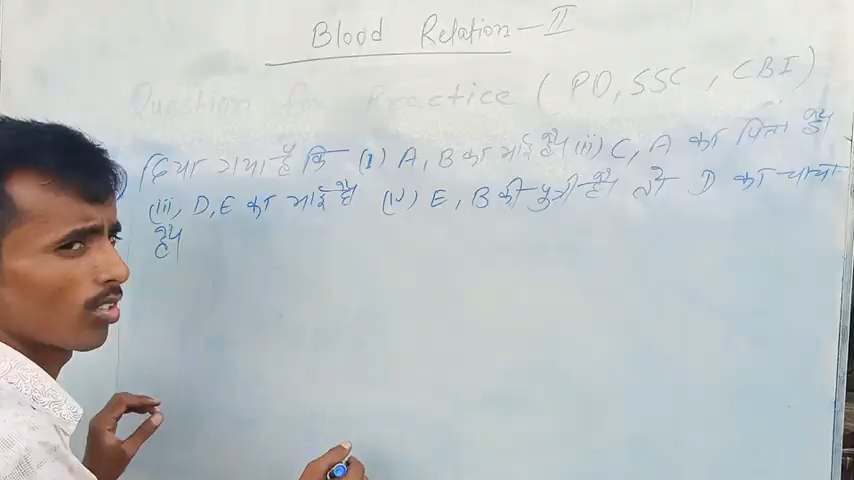 Blood Relation - II
Question for Practice ( PO, SSC , CBI )
दिया गया है कि (i) A, B का भाई है (ii) C, A का पिता है
(iii) D, E का भाई है (iv) E, B की पुत्री है तो D का चाचा
है